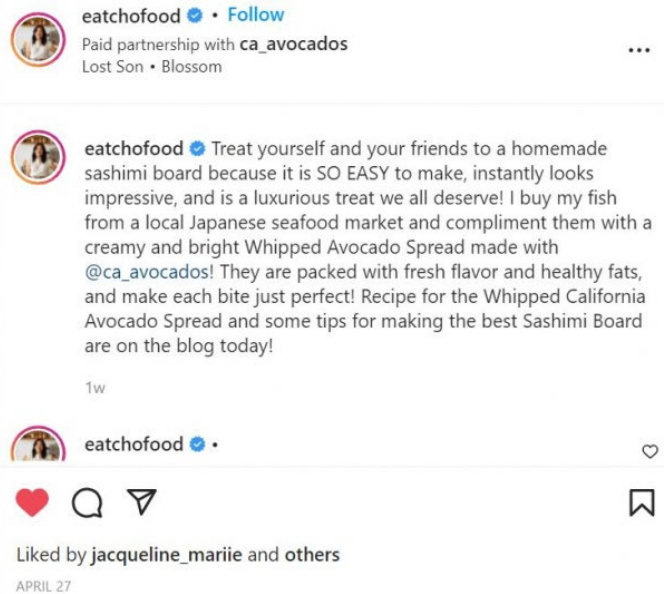 eatchofood • Follow
Paid partnership with ca_avocados
Lost Son • Blossom
eatchofood Treat yourself and your friends to a homemade
sashimi board because it is SO EASY to make, instantly looks
impressive, and is a luxurious treat we all deserve! I buy my fish
from a local Japanese seafood market and compliment them with a
creamy and bright Whipped Avocado Spread made with
@ca_avocados! They are packed with fresh flavor and healthy fats,
and make each bite just perfect! Recipe for the Whipped California
Avocado Spread and some tips for making the best Sashimi Board
are on the blog today!
1w
eatchofood •
Liked by jacqueline_mariie and others
APRIL 27